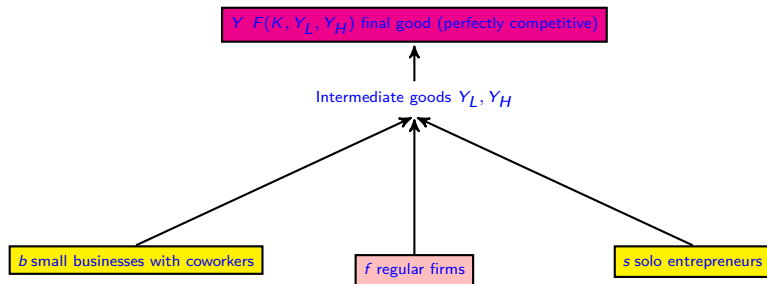 Y F(K, Y_L, Y_H) final good (perfectly competitive)
Intermediate goods Y_L, Y_H
b small businesses with coworkers
f regular firms
s solo entrepreneurs